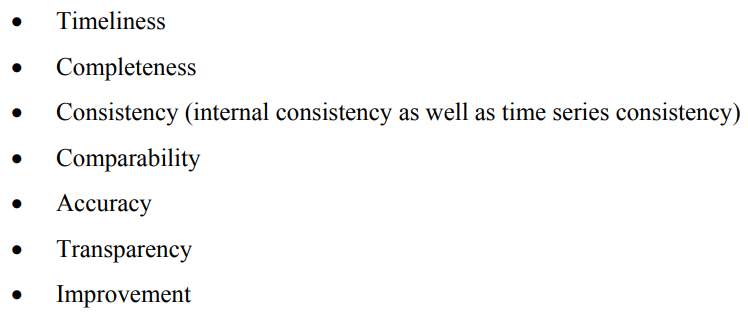 • Timeliness
• Completeness
• Consistency (internal consistency as well as time series consistency)
• Comparability
• Accuracy
• Transparency
• Improvement